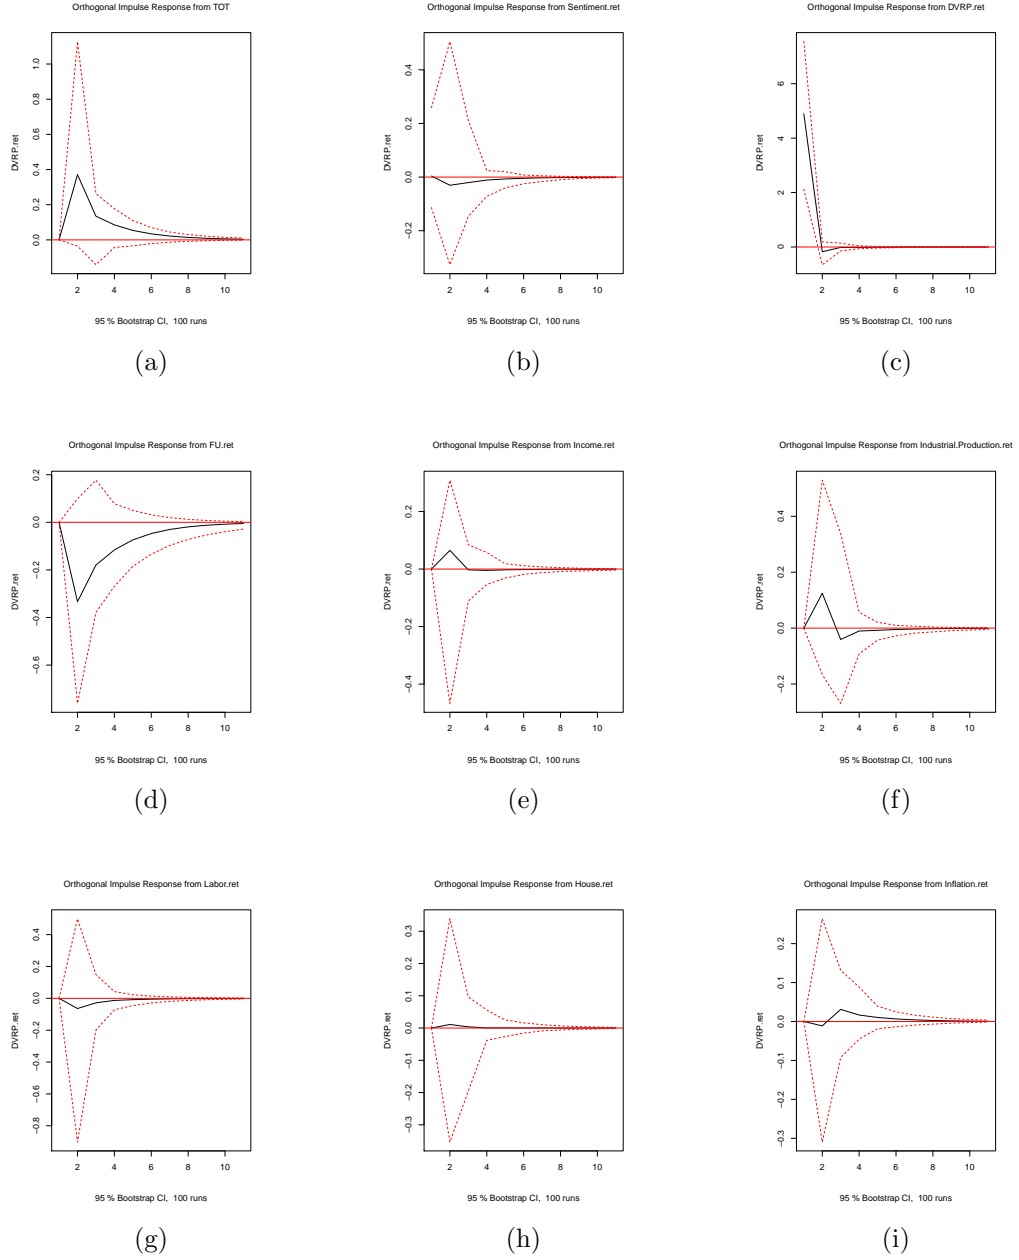 Orthogonal Impulse Response from TOT
DVRP.ret
0.0 0.2 0.4 0.6 0.8 1.0
2 4 6 8 10
95 % Bootstrap CI, 100 runs
(a)
Orthogonal Impulse Response from Sentiment.ret
DVRP.ret
−0.2 0.0 0.2 0.4
2 4 6 8 10
95 % Bootstrap CI, 100 runs
(b)
Orthogonal Impulse Response from DVRP.ret
DVRP.ret
0 2 4 6
2 4 6 8 10
95 % Bootstrap CI, 100 runs
(c)
Orthogonal Impulse Response from FU.ret
DVRP.ret
−0.6 −0.4 −0.2 0.0 0.2
2 4 6 8 10
95 % Bootstrap CI, 100 runs
(d)
Orthogonal Impulse Response from Income.ret
DVRP.ret
−0.4 −0.2 0.0 0.2
2 4 6 8 10
95 % Bootstrap CI, 100 runs
(e)
Orthogonal Impulse Response from Industrial.Production.ret
DVRP.ret
−0.2 0.0 0.2 0.4
2 4 6 8 10
95 % Bootstrap CI, 100 runs
(f)
Orthogonal Impulse Response from Labor.ret
DVRP.ret
−0.8 −0.6 −0.4 −0.2 0.0 0.2 0.4
2 4 6 8 10
95 % Bootstrap CI, 100 runs
(g)
Orthogonal Impulse Response from House.ret
DVRP.ret
−0.3 −0.2 −0.1 0.0 0.1 0.2 0.3
2 4 6 8 10
95 % Bootstrap CI, 100 runs
(h)
Orthogonal Impulse Response from Inflation.ret
DVRP.ret
−0.3 −0.2 −0.1 0.0 0.1 0.2
2 4 6 8 10
95 % Bootstrap CI, 100 runs
(i)